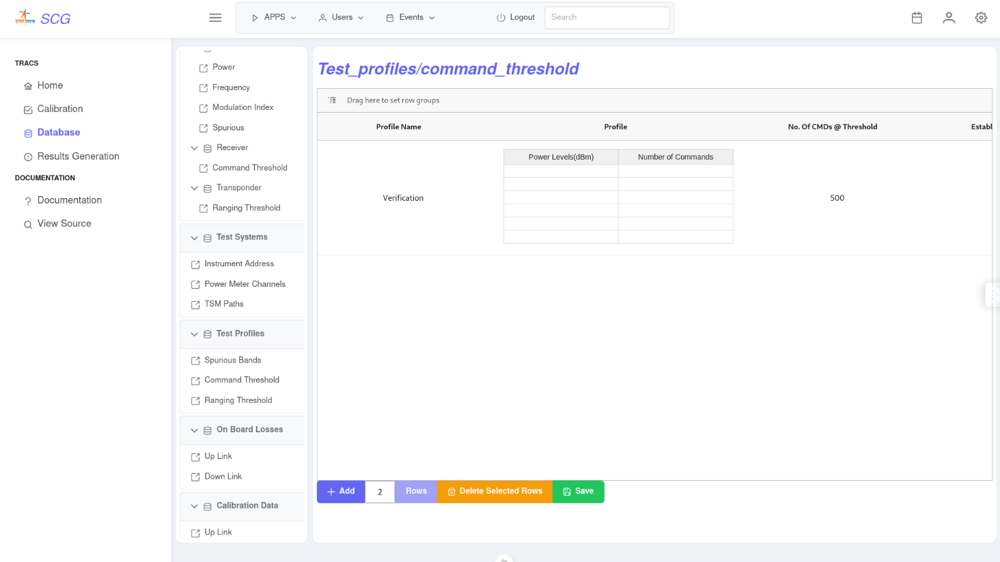 SCG
APPS
Users
Events
Logout
Search
TRACS
Home
Calibration
Database
Results Generation
DOCUMENTATION
Documentation
View Source
Power
Frequency
Modulation Index
Spurious
Receiver
Command Threshold
Transponder
Ranging Threshold
Test Systems
Instrument Address
Power Meter Channels
TSM Paths
Test Profiles
Spurious Bands
Command Threshold
Ranging Threshold
On Board Losses
Up Link
Down Link
Calibration Data
Up Link
Test_profiles/command_threshold
Drag here to set row groups
Profile Name Profile No. Of CMDs @ Threshold Establ
Power Levels(dBm) Number of Commands
Verification 500
Add 2 Rows Delete Selected Rows Save